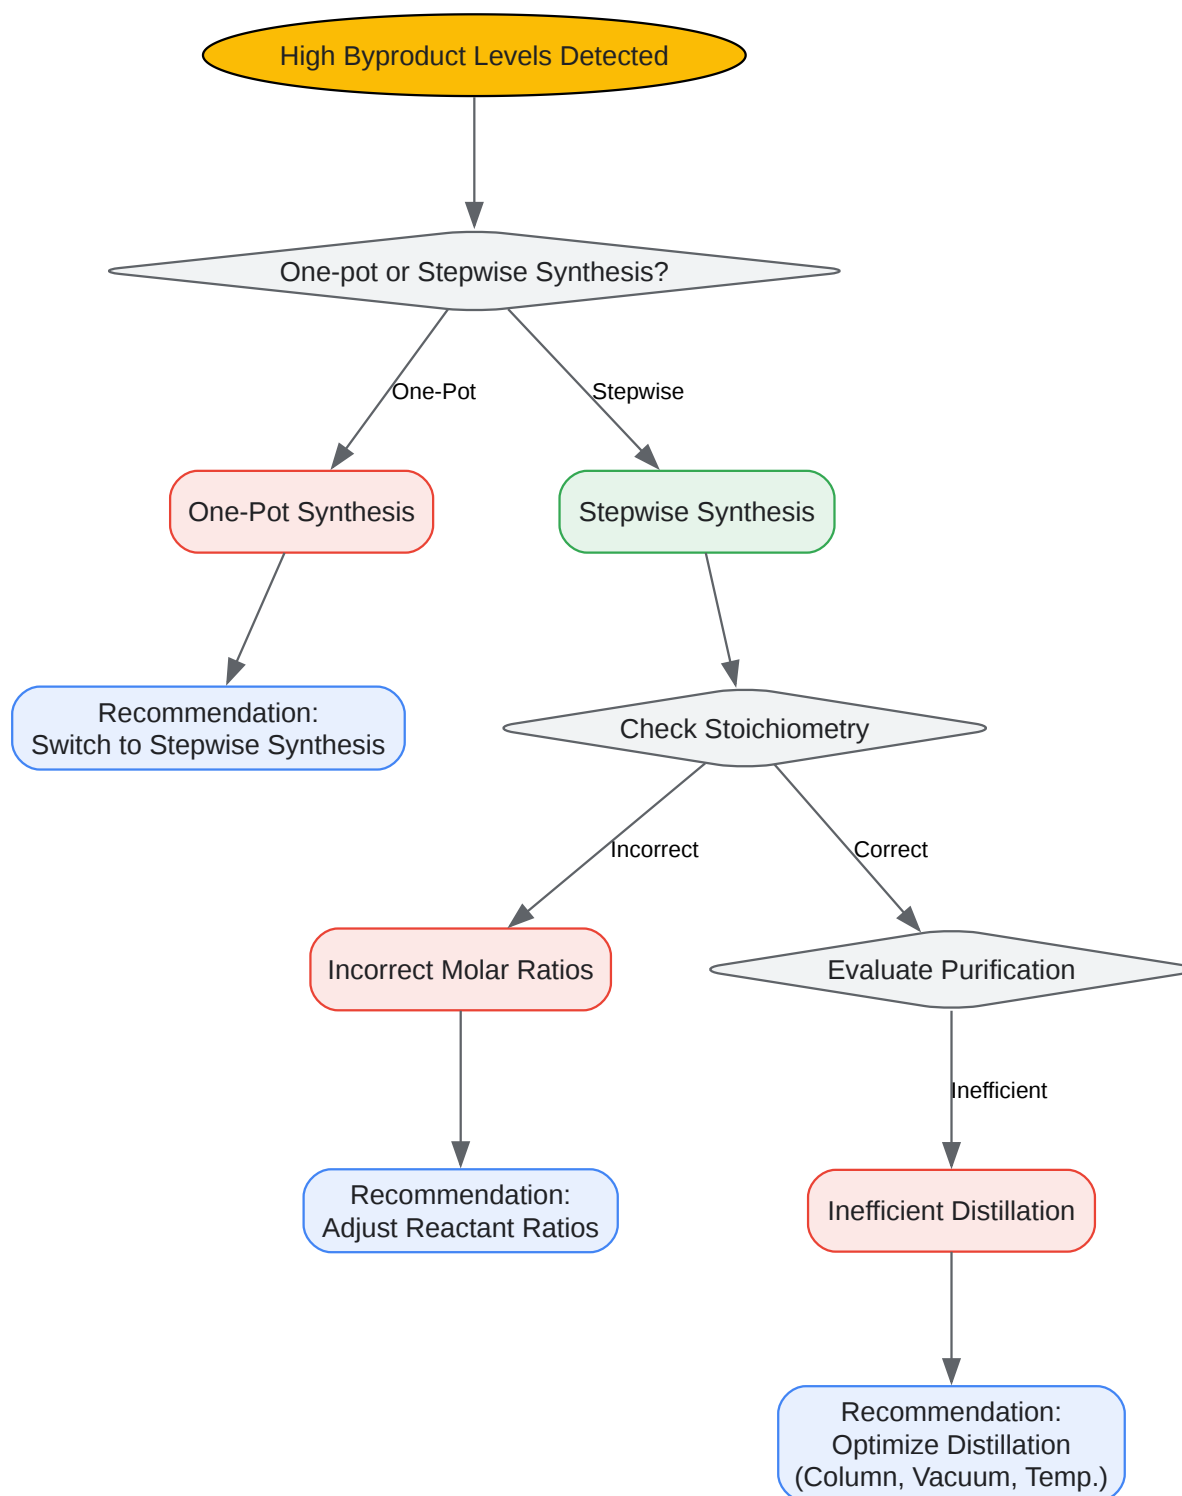 High Byproduct Levels Detected
One-pot or Stepwise Synthesis?
One-Pot
Stepwise
One-Pot Synthesis
Stepwise Synthesis
Recommendation:
Switch to Stepwise Synthesis
Check Stoichiometry
Incorrect
Correct
Incorrect Molar Ratios
Evaluate Purification
Inefficient
Recommendation:
Adjust Reactant Ratios
Inefficient Distillation
Recommendation:
Optimize Distillation
(Column, Vacuum, Temp.)